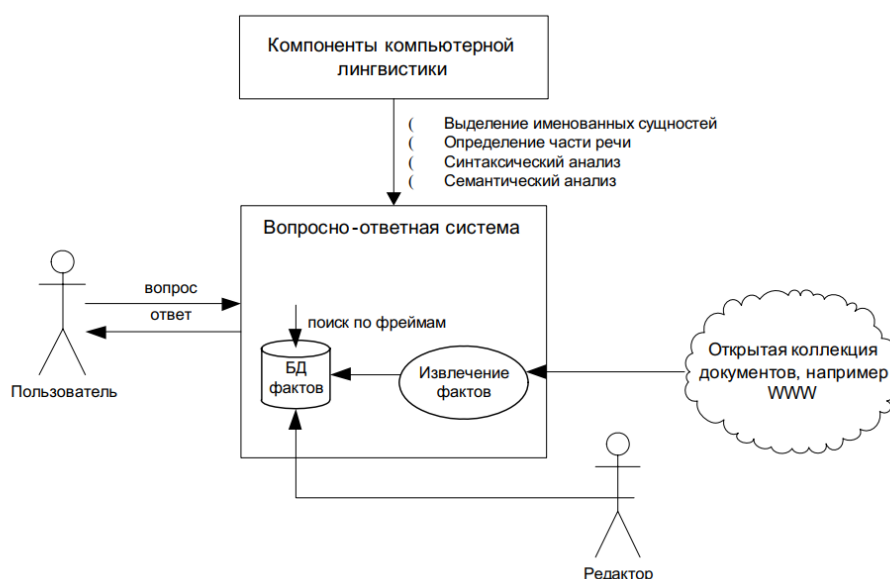 Компоненты компьютерной
лингвистики
( Выделение именованных сущностей
( Определение части речи
( Синтаксический анализ
( Семантический анализ
Вопросно-ответная система
вопрос
ответ
Пользователь
поиск по фреймам
БД
фактов
Извлечение
фактов
Открытая коллекция
документов, например
WWW
Редактор